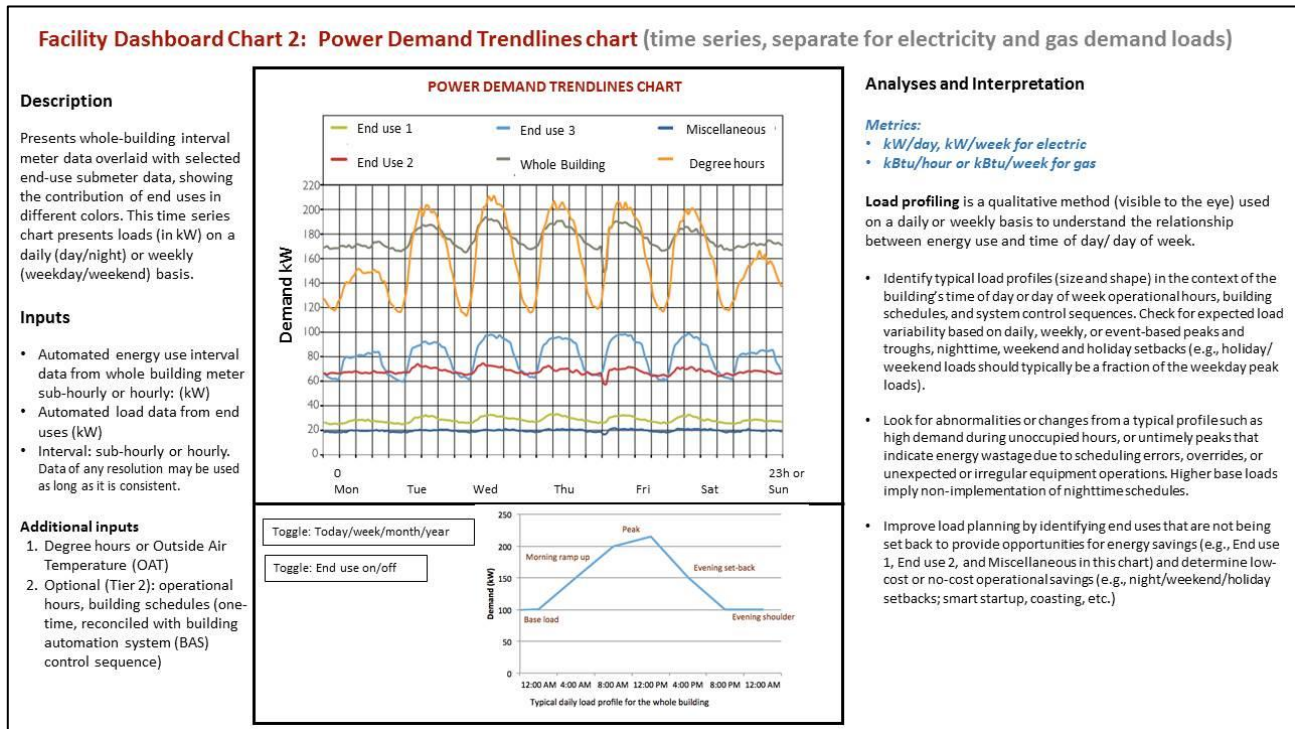 Facility Dashboard Chart 2: Power Demand Trendlines chart (time series, separate for electricity and gas demand loads)
Description
Presents whole-building interval
meter data overlaid with selected
end-use submeter data, showing
the contribution of end uses in
different colors. This time series
chart presents loads (in kW) on a
daily (day/night) or weekly
(weekday/weekend) basis.
Inputs
• Automated energy use interval
data from whole building meter
sub-hourly or hourly: (kW)
• Automated load data from end
uses (kW)
• Interval: sub-hourly or hourly.
Data of any resolution may be used
as long as it is consistent.
Additional inputs
1. Degree hours or Outside Air
Temperature (OAT)
2. Optional (Tier 2): operational
hours, building schedules (one-
time, reconciled with building
automation system (BAS)
control sequence)
POWER DEMAND TRENDLINES CHART
End use 1 End use 3 Miscellaneous
End Use 2 Whole Building Degree hours
Demand kW
220
200
180
160
140
120
100
80
60
40
20
0
0 23h or
Mon Tue Wed Thu Fri Sat Sun
Toggle: Today/week/month/year
Toggle: End use on/off
Demand (kW)
250
200
150
100
50
0
Peak
Morning ramp up
Evening set-back
Base load
Evening shoulder
12:00 AM 4:00 AM 8:00 AM 12:00 PM 4:00 PM 8:00 PM 12:00 AM
Typical daily load profile for the whole building
Analyses and Interpretation
Metrics:
• kW/day, kW/week for electric
• kBtu/hour or kBtu/week for gas
Load profiling is a qualitative method (visible to the eye) used
on a daily or weekly basis to understand the relationship
between energy use and time of day/ day of week.
• Identify typical load profiles (size and shape) in the context of the
building's time of day or day of week operational hours, building
schedules, and system control sequences. Check for expected load
variability based on daily, weekly, or event-based peaks and
troughs, nighttime, weekend and holiday setbacks (e.g., holiday/
weekend loads should typically be a fraction of the weekday peak
loads).
• Look for abnormalities or changes from a typical profile such as
high demand during unoccupied hours, or untimely peaks that
indicate energy wastage due to scheduling errors, overrides, or
unexpected or irregular equipment operations. Higher base loads
imply non-implementation of nighttime schedules.
• Improve load planning by identifying end uses that are not being
set back to provide opportunities for energy savings (e.g., End use
1, End use 2, and Miscellaneous in this chart) and determine low-
cost or no-cost operational savings (e.g., night/weekend/holiday
setbacks; smart startup, coasting, etc.)